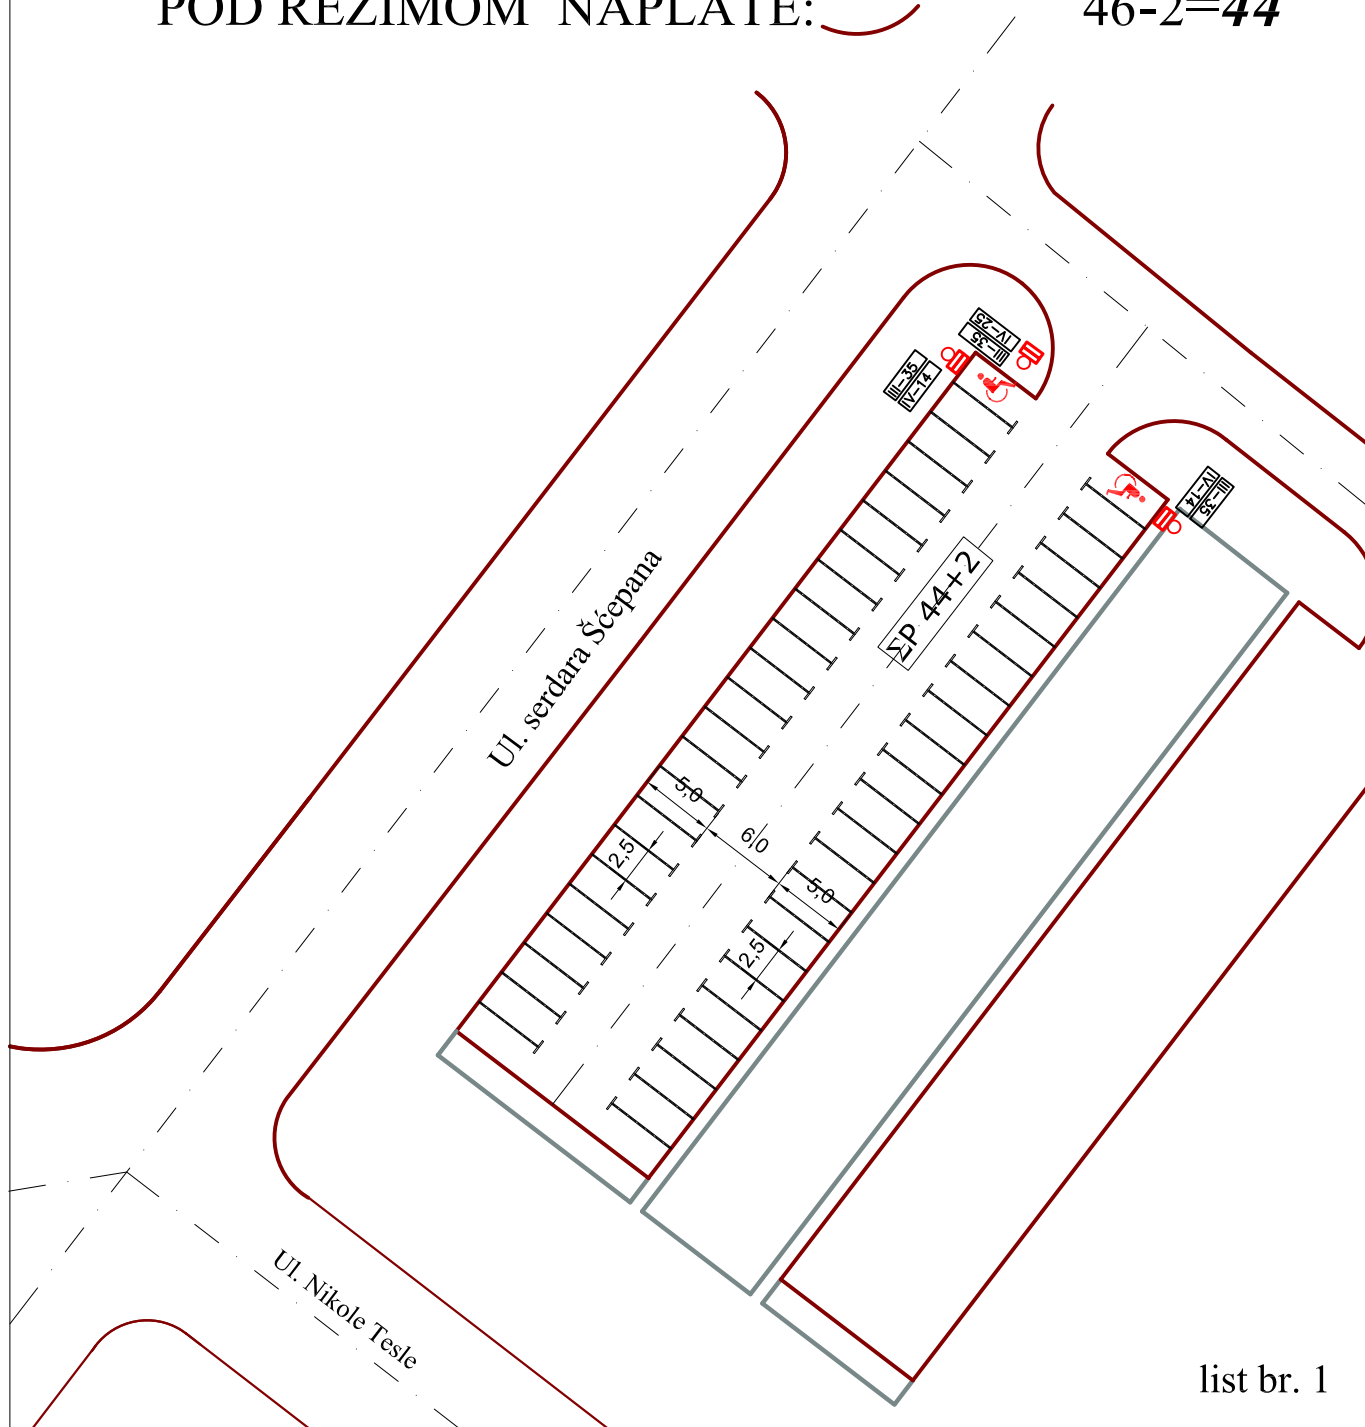 POD REŽIMOM NAPLATE: 46-2=44
IV-25
III-35
III-35
IV-14
III-35
IV-14
ΣP 44+2
Ul. serdara Šćepana
5,0
6,0
2,5
5,0
2,5
Ul. Nikole Tesle
list br. 1